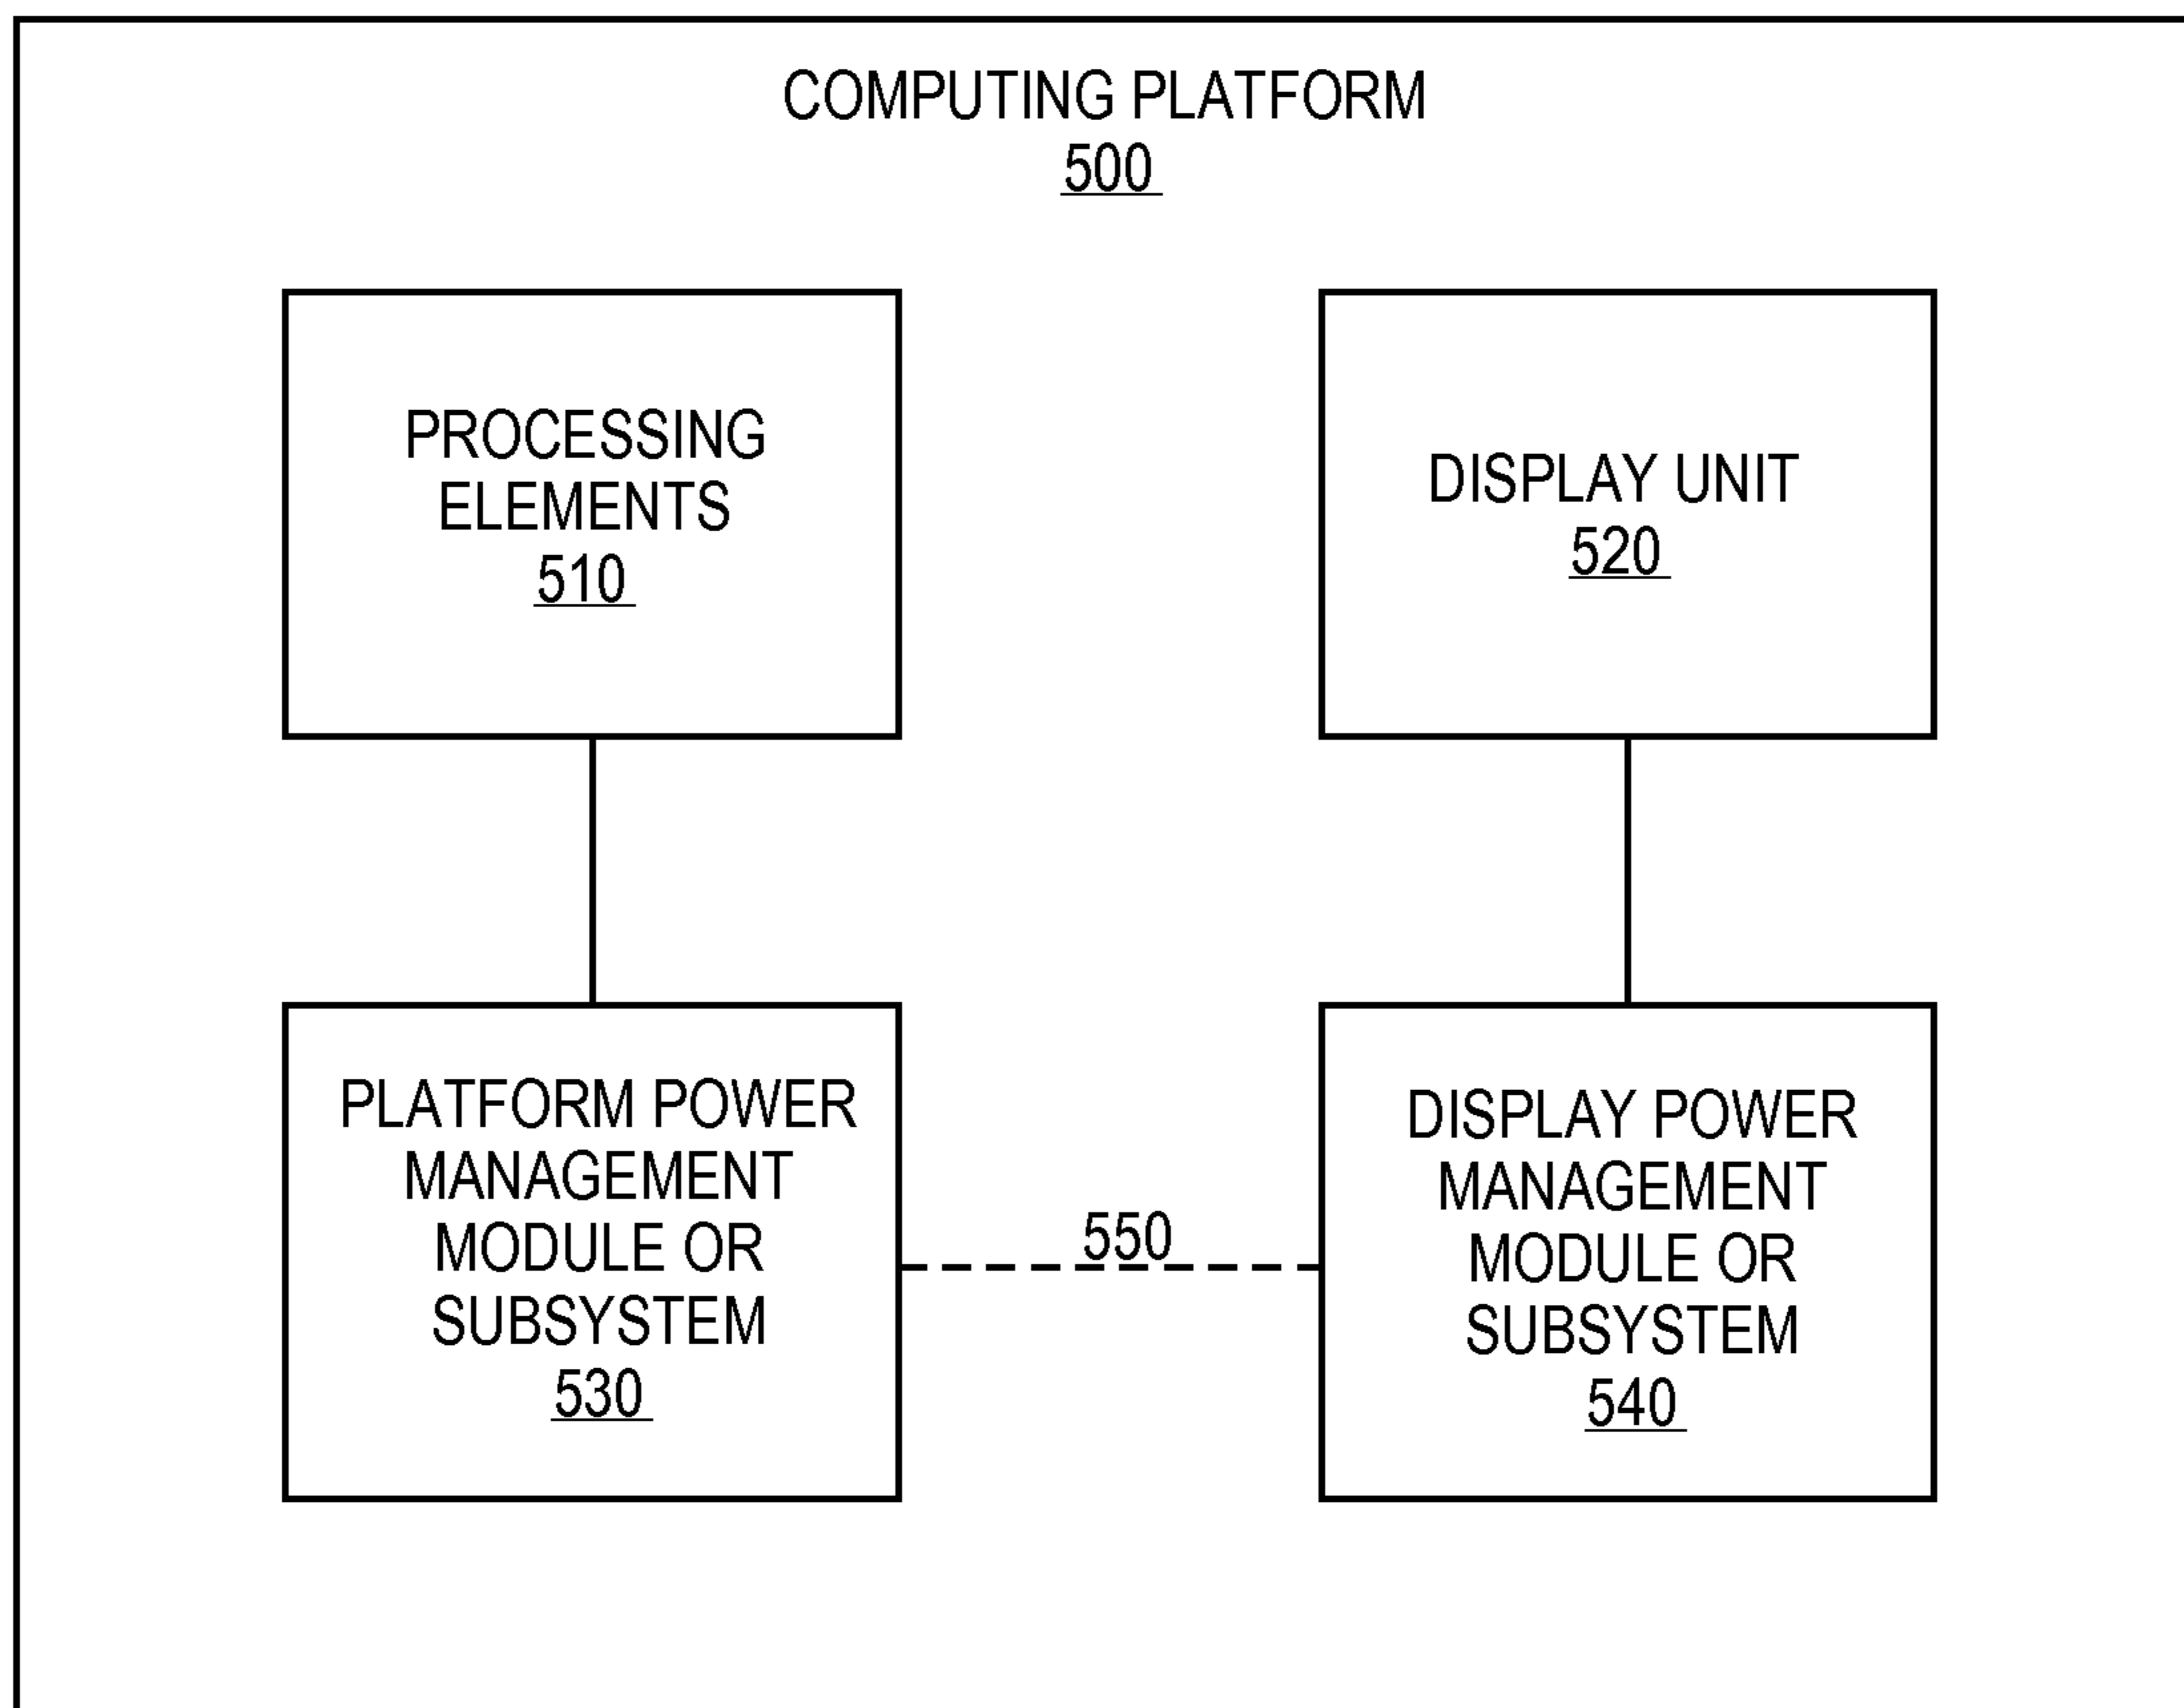 COMPUTING PLATFORM
500
PROCESSING
ELEMENTS
510
DISPLAY UNIT
520
PLATFORM POWER
MANAGEMENT
MODULE OR
SUBSYSTEM
530
550
DISPLAY POWER
MANAGEMENT
MODULE OR
SUBSYSTEM
540